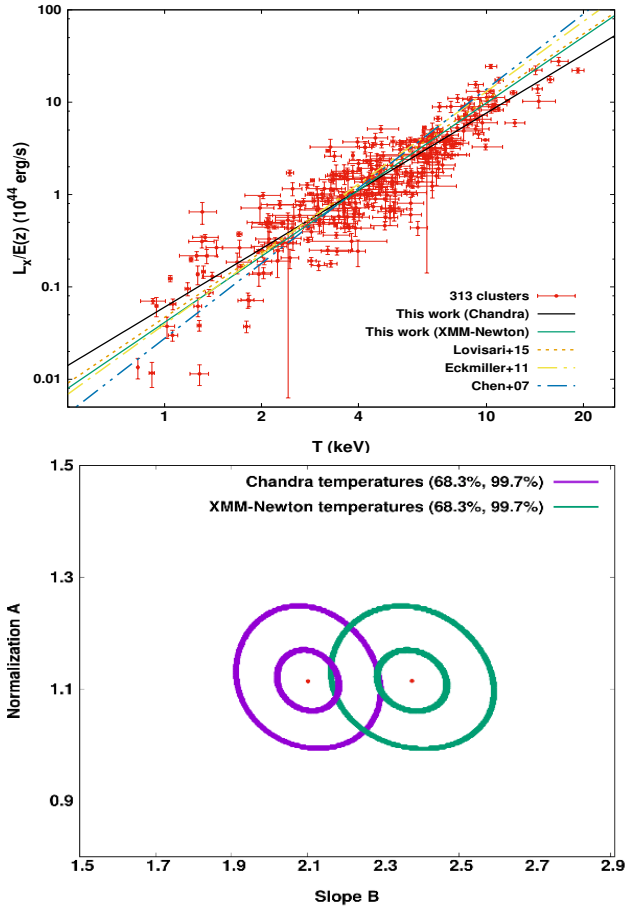 100
10
1
0.1
0.01
L_X/E(z) (10^44 erg/s)
313 clusters
This work (Chandra)
This work (XMM-Newton)
Lovisari+15
Eckmiller+11
Chen+07
1 2 4 10 20
T (keV)
1.5
1.3
1.1
0.9
Normalization A
Chandra temperatures (68.3%, 99.7%)
XMM-Newton temperatures (68.3%, 99.7%)
1.5 1.7 1.9 2.1 2.3 2.5 2.7 2.9
Slope B